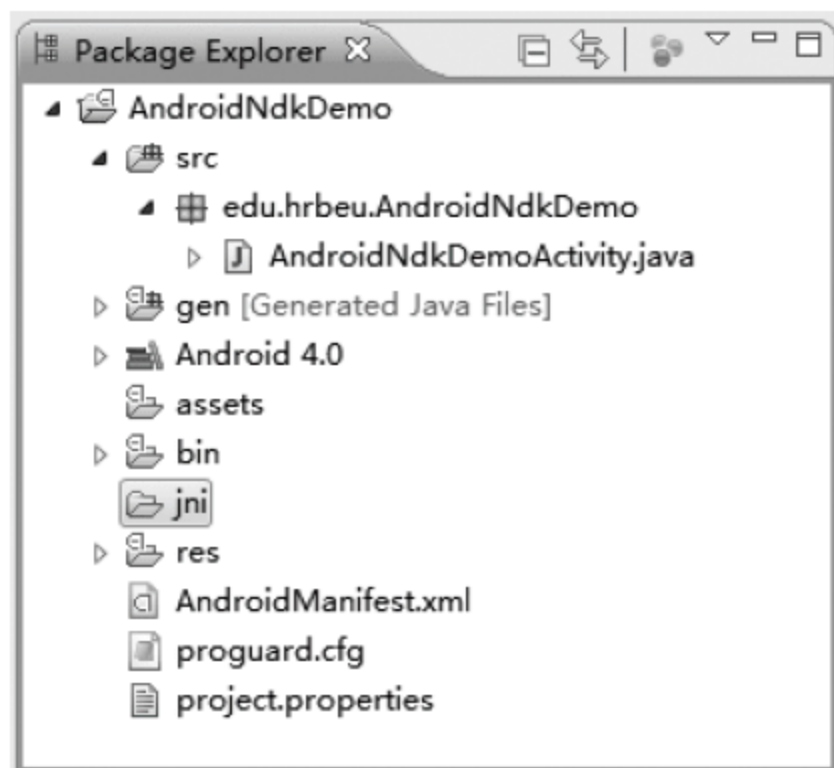 Package Explorer
AndroidNdkDemo
src
edu.hrbeu.AndroidNdkDemo
AndroidNdkDemoActivity.java
gen [Generated Java Files]
Android 4.0
assets
bin
jni
res
AndroidManifest.xml
proguard.cfg
project.properties